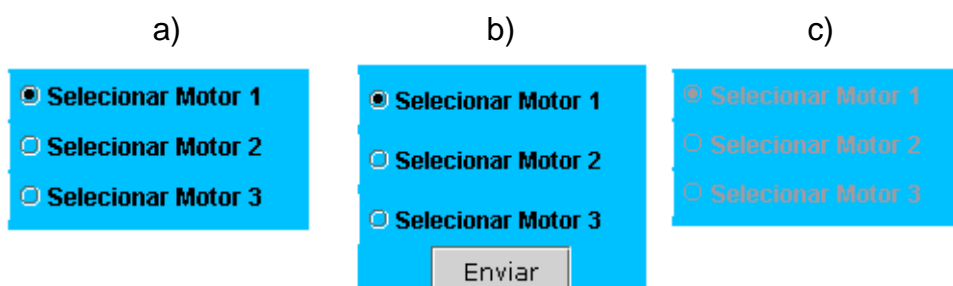 a)
b)
c)
Selecionar Motor 1
Selecionar Motor 2
Selecionar Motor 3
Selecionar Motor 1
Selecionar Motor 2
Selecionar Motor 3
Enviar
Selecionar Motor 1
Selecionar Motor 2
Selecionar Motor 3